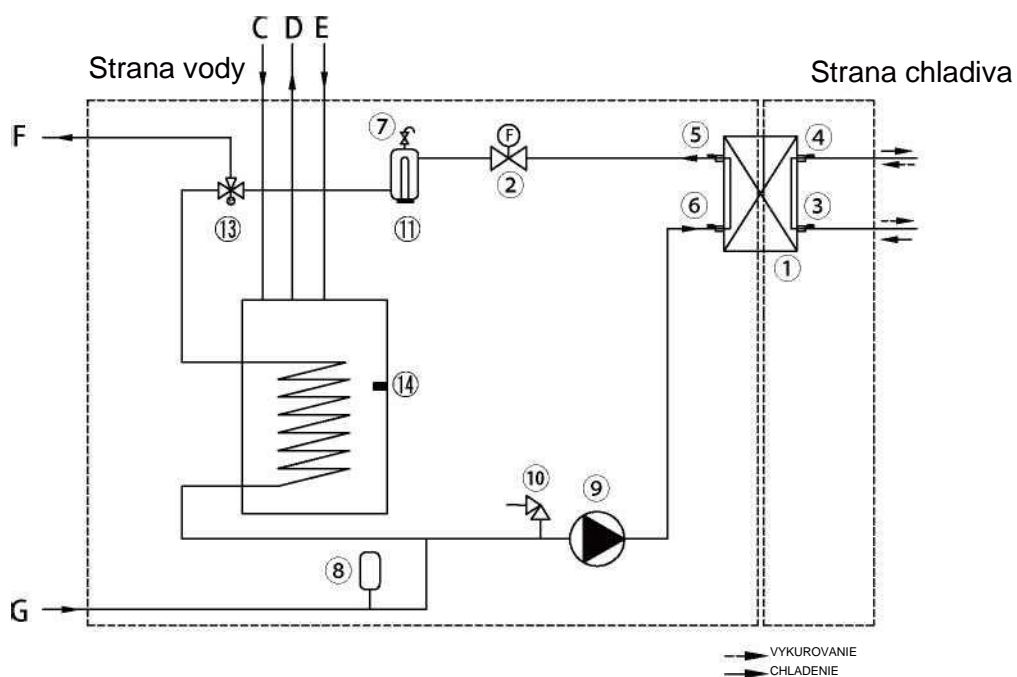 C D E
Strana vody
Strana chladiva
F
7
F
2
5
4
13
11
6
3
1
14
10
9
8
G
VYKUROVANIE
CHLADENIE